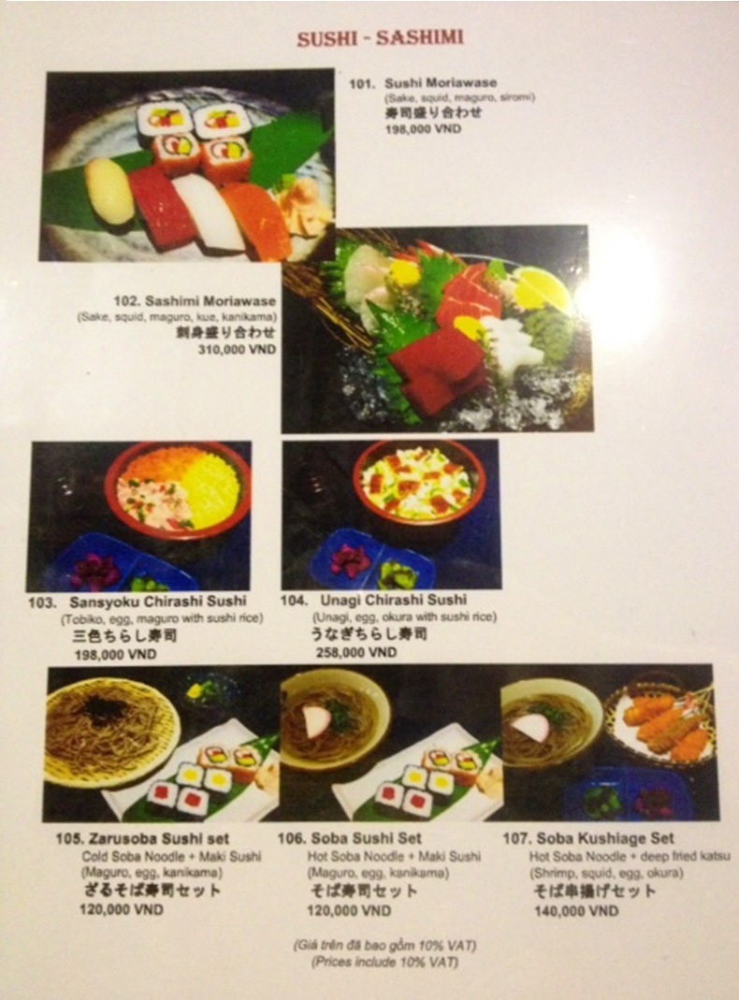 SUSHI - SASHIMI
101. Sushi Moriawase
(Sake, squid, maguro, siromi)
寿司盛り合わせ
198,000 VND
102. Sashimi Moriawase
(Sake, squid, maguro, kue, kanikama)
刺身盛り合わせ
310,000 VND
103. Sansyoku Chirashi Sushi
(Tobiko, egg, maguro with sushi rice)
三色ちらし寿司
198,000 VND
104. Unagi Chirashi Sushi
(Unagi, egg, okura with sushi rice)
うなぎちらし寿司
258,000 VND
105. Zarusoba Sushi set
Cold Soba Noodle + Maki Sushi
(Maguro, egg, kanikama)
ざるそば寿司セット
120,000 VND
106. Soba Sushi Set
Hot Soba Noodle + Maki Sushi
(Maguro, egg, kanikama)
そば寿司セット
120,000 VND
107. Soba Kushiage Set
Hot Soba Noodle + deep fried katsu
(Shrimp, squid, egg, okura)
そば串揚げセット
140,000 VND
(Giá trên đã bao gồm 10% VAT)
(Prices include 10% VAT)